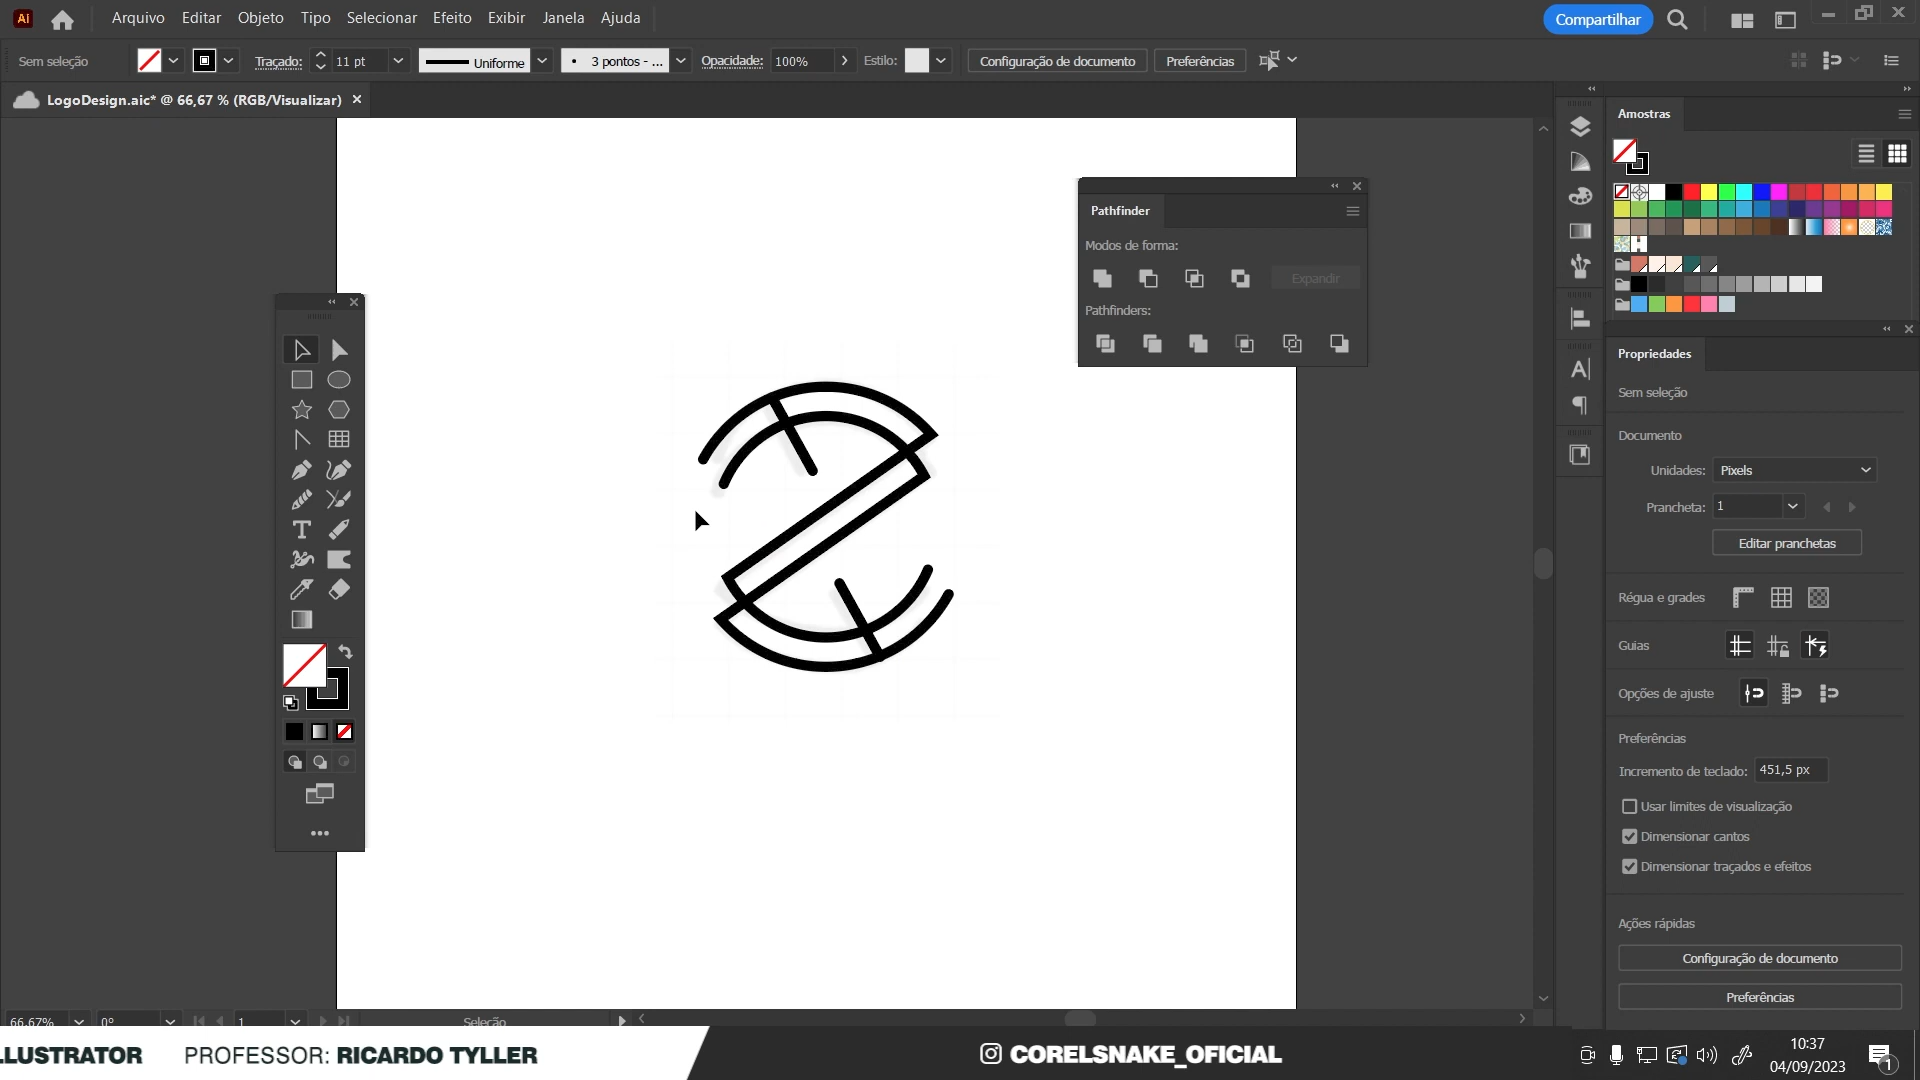 Ai Arquivo Editar Objeto Tipo Selecionar Efeito Exibir Janela Ajuda Compartilhar
Sem seleção Traçado: 11 pt Uniforme 3 pontos - ... Opacidade: 100% Estilo: Configuração de documento Preferências
LogoDesign.aic* @ 66,67 % (RGB/Visualizar)
Amostras
Pathfinder
Modos de forma:
Expandir
Pathfinders:
Propriedades
Sem seleção
Documento
Unidades: Pixels
Prancheta: 1
Editar pranchetas
Régua e grades
Guias
Opções de ajuste
Preferências
Incremento de teclado: 451,5 px
Usar limites de visualização
Dimensionar cantos
Dimensionar traçados e efeitos
Ações rápidas
Configuração de documento
Preferências
66,67% 0° 1 Seleção
LLUSTRATOR PROFESSOR: RICARDO TYLLER
CORELSNAKE_OFICIAL
10:37
04/09/2023
1